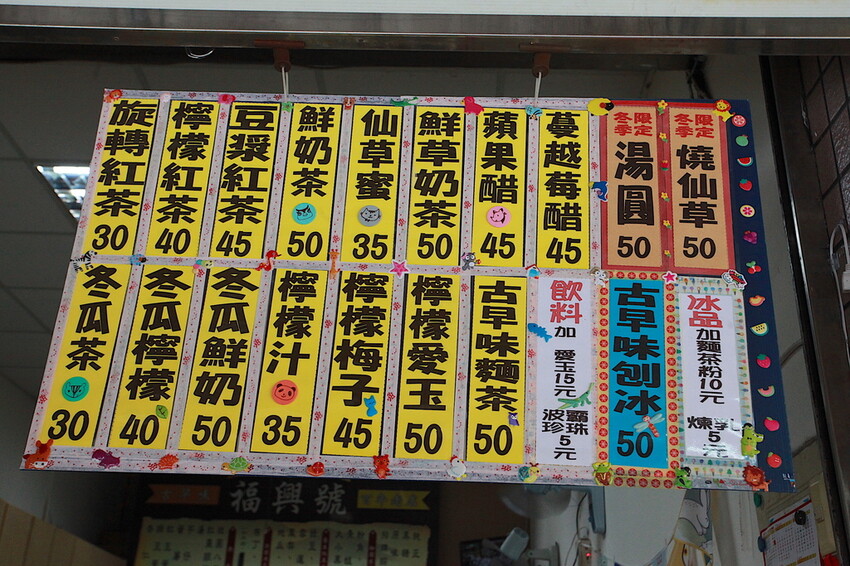 旋轉紅茶 30
檸檬紅茶 40
豆漿紅茶 45
鮮奶茶 50
仙草蜜 35
鮮草奶茶 50
蘋果醋 45
蔓越莓醋 45
冬季限定
湯圓 50
冬季限定
燒仙草 50
冬瓜茶 30
冬瓜檸檬 40
冬瓜鮮奶 50
檸檬汁 35
檸檬梅子 45
檸檬愛玉 50
古早味麵茶 50
飲料加
愛玉15元
波霸珍珠5元
古早味刨冰 50
冰品
加麵茶粉10元
煉乳5元
福興號